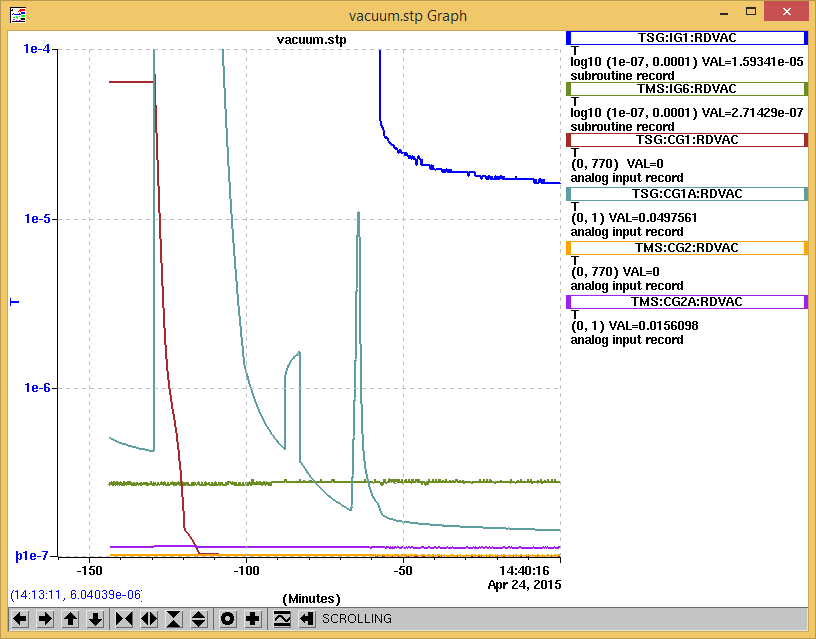 vacuum.stp Graph
vacuum.stp
1e-4
1e-5
1e-6
1e-7
T
-150
-100
-50
14:40:16
Apr 24, 2015
(Minutes)
(14:13:11, 6.04039e-06)
TSG:IG1:RDVAC
T
log10 (1e-07, 0.0001) VAL=1.59341e-05
subroutine record
TMS:IG6:RDVAC
T
log10 (1e-07, 0.0001) VAL=2.71429e-07
subroutine record
TSG:CG1:RDVAC
T
(0, 770) VAL=0
analog input record
TSG:CG1A:RDVAC
T
(0, 1) VAL=0.0497561
analog input record
TMS:CG2:RDVAC
T
(0, 770) VAL=0
analog input record
TMS:CG2A:RDVAC
T
(0, 1) VAL=0.0156098
analog input record
SCROLLING